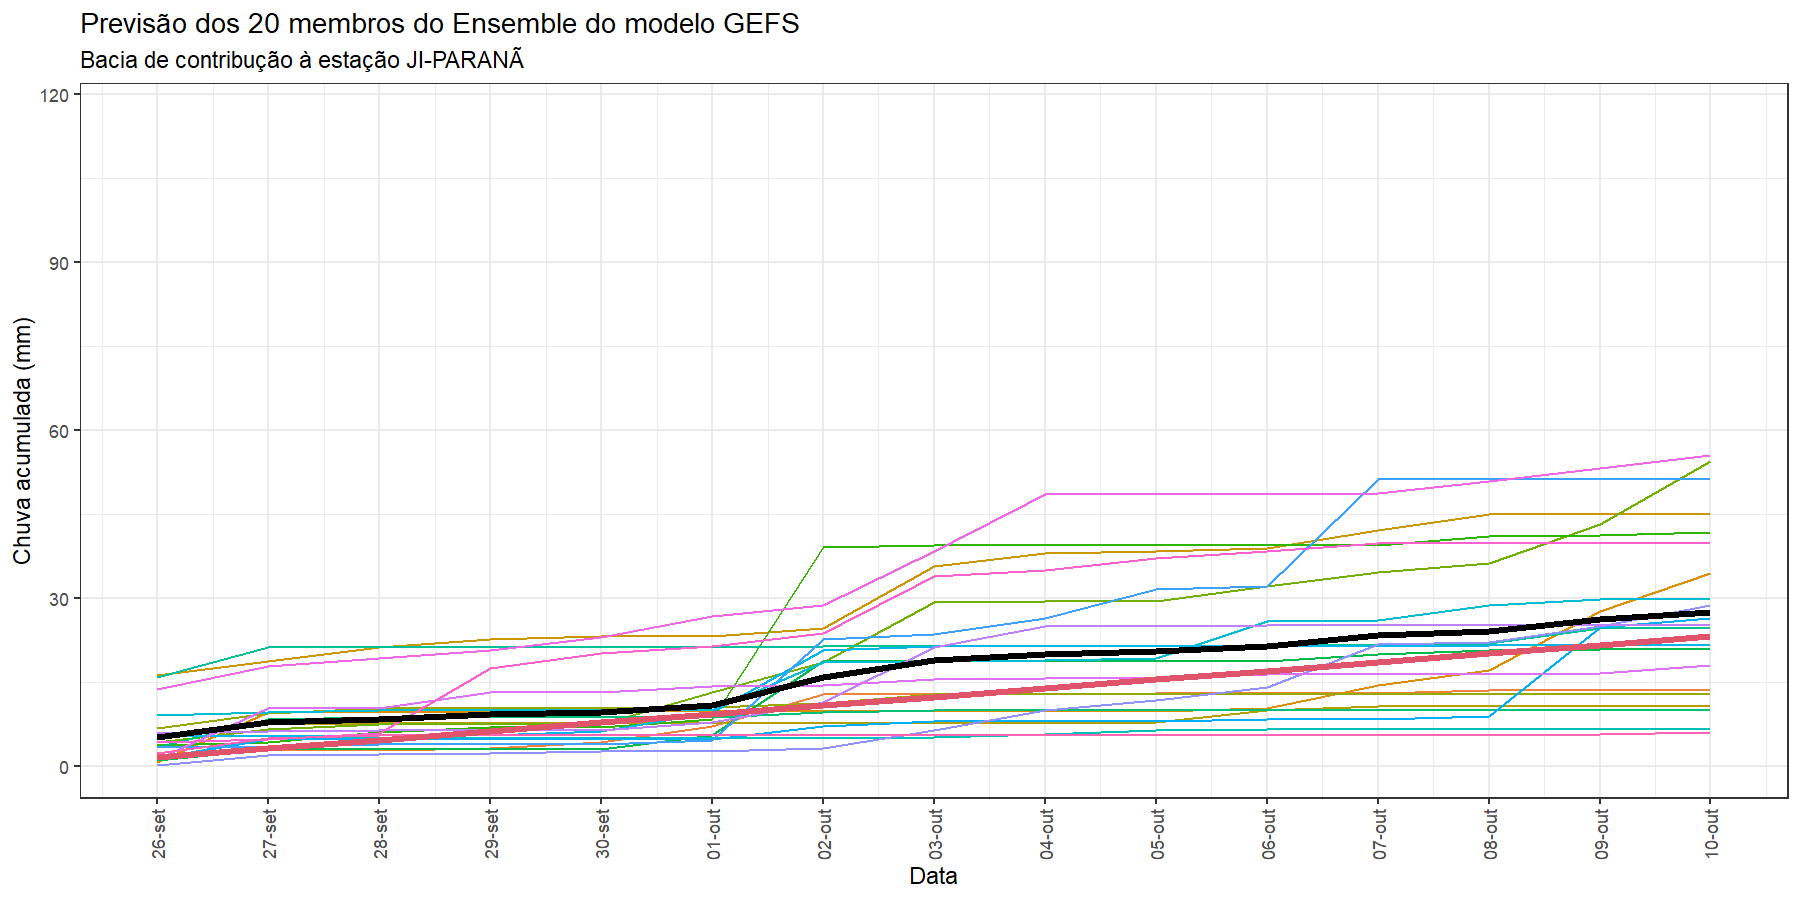 Previsão dos 20 membros do Ensemble do modelo GEFS
Bacia de contribução à estação JI-PARANÃ
Chuva acumulada (mm)
120
90
60
30
0
26-set
27-set
28-set
29-set
30-set
01-out
02-out
03-out
04-out
05-out
06-out
07-out
08-out
09-out
10-out
Data